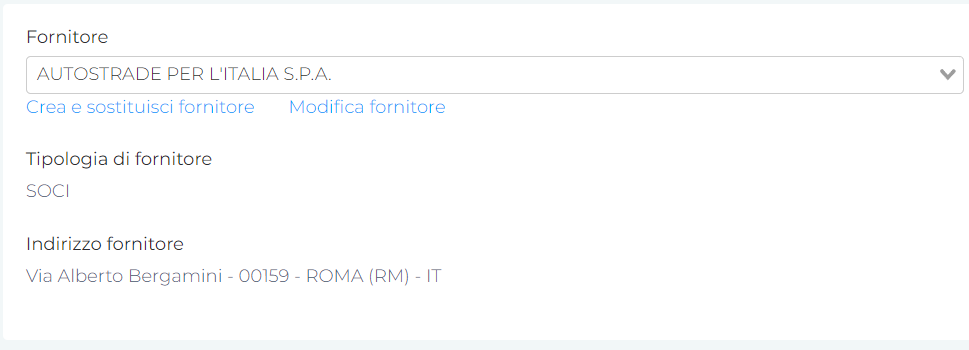 Fornitore
AUTOSTRADE PER L'ITALIA S.P.A.
Crea e sostituisci fornitore Modifica fornitore
Tipologia di fornitore
SOCI
Indirizzo fornitore
Via Alberto Bergamini - 00159 - ROMA (RM) - IT